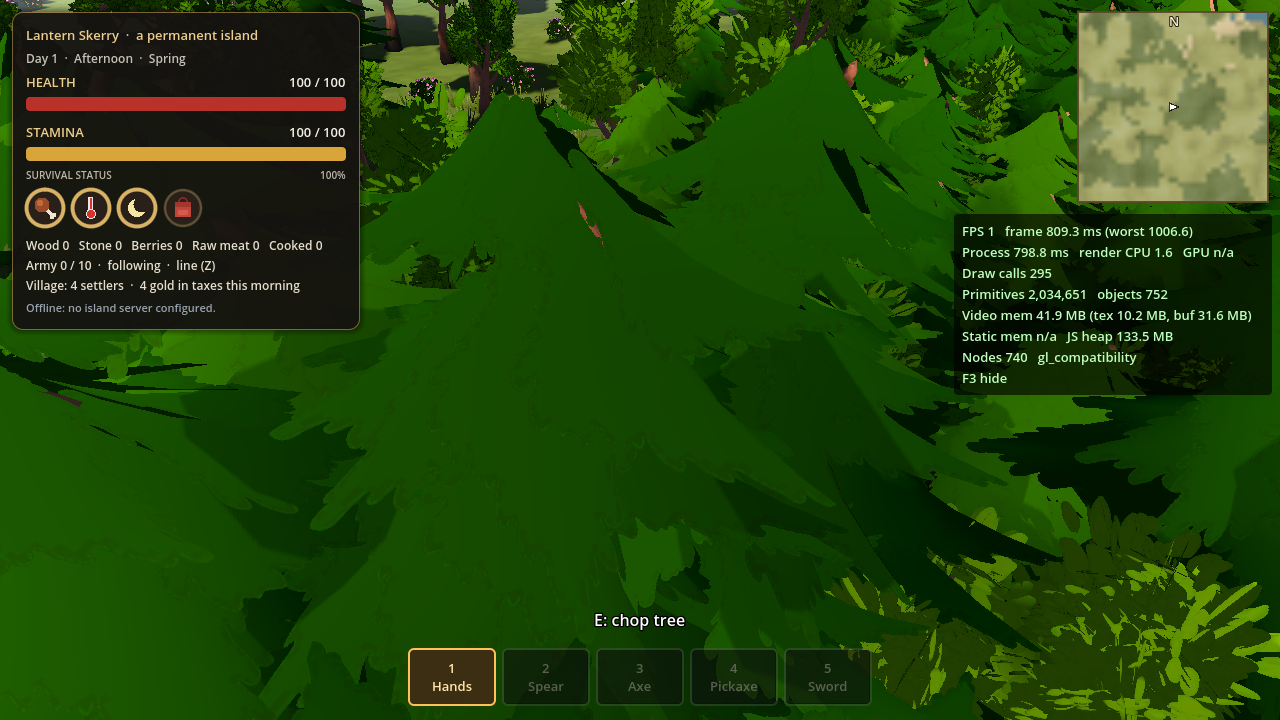 Lantern Skerry · a permanent island
Day 1 · Afternoon · Spring
HEALTH 100 / 100
STAMINA 100 / 100
SURVIVAL STATUS 100%
Wood 0 Stone 0 Berries 0 Raw meat 0 Cooked 0
Army 0 / 10 · following · line (Z)
Village: 4 settlers · 4 gold in taxes this morning
Offline: no island server configured.
N
FPS 1 frame 809.3 ms (worst 1006.6)
Process 798.8 ms render CPU 1.6 GPU n/a
Draw calls 295
Primitives 2,034,651 objects 752
Video mem 41.9 MB (tex 10.2 MB, buf 31.6 MB)
Static mem n/a JS heap 133.5 MB
Nodes 740 gl_compatibility
F3 hide
E: chop tree
1 2 3 4 5
Hands Spear Axe Pickaxe Sword